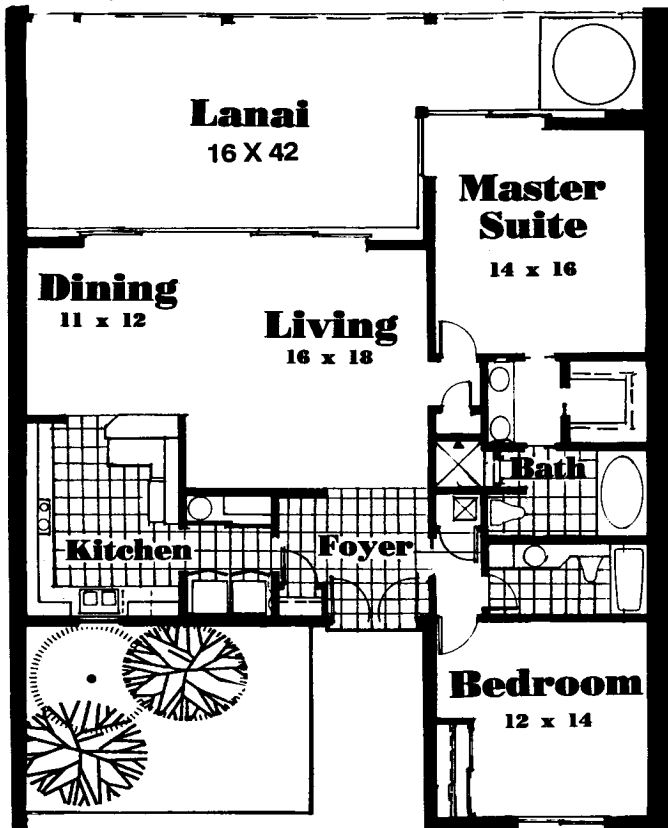 Lanai
16 X 42
Master
Suite
14 x 16
Dining
11 x 12
Living
16 x 18
Bath
Kitchen
Foyer
Bedroom
12 x 14